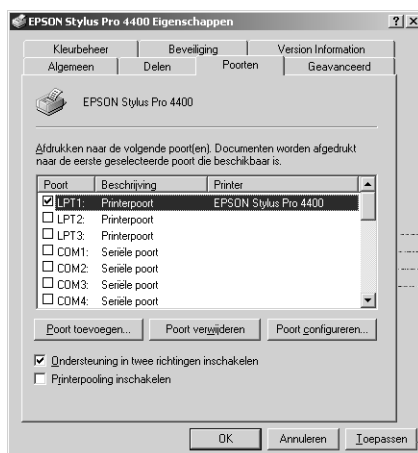 EPSON Stylus Pro 4400 Eigenschappen
Kleurbeheer Beveiliging Version Information
Algemeen Delen Poorten Geavanceerd
EPSON Stylus Pro 4400
Afdrukken naar de volgende poort(en). Documenten worden afgedrukt
naar de eerste geselecteerde poort die beschikbaar is.
Poort Beschrijving Printer
LPT1: Printerpoort EPSON Stylus Pro 4400
LPT2: Printerpoort
LPT3: Printerpoort
COM1: Seriële poort
COM2: Seriële poort
COM3: Seriële poort
COM4: Seriële poort
Poort toevoegen... Poort verwijderen Poort configureren...
Ondersteuning in twee richtingen inschakelen
Printerpooling inschakelen
OK Annuleren Toepassen